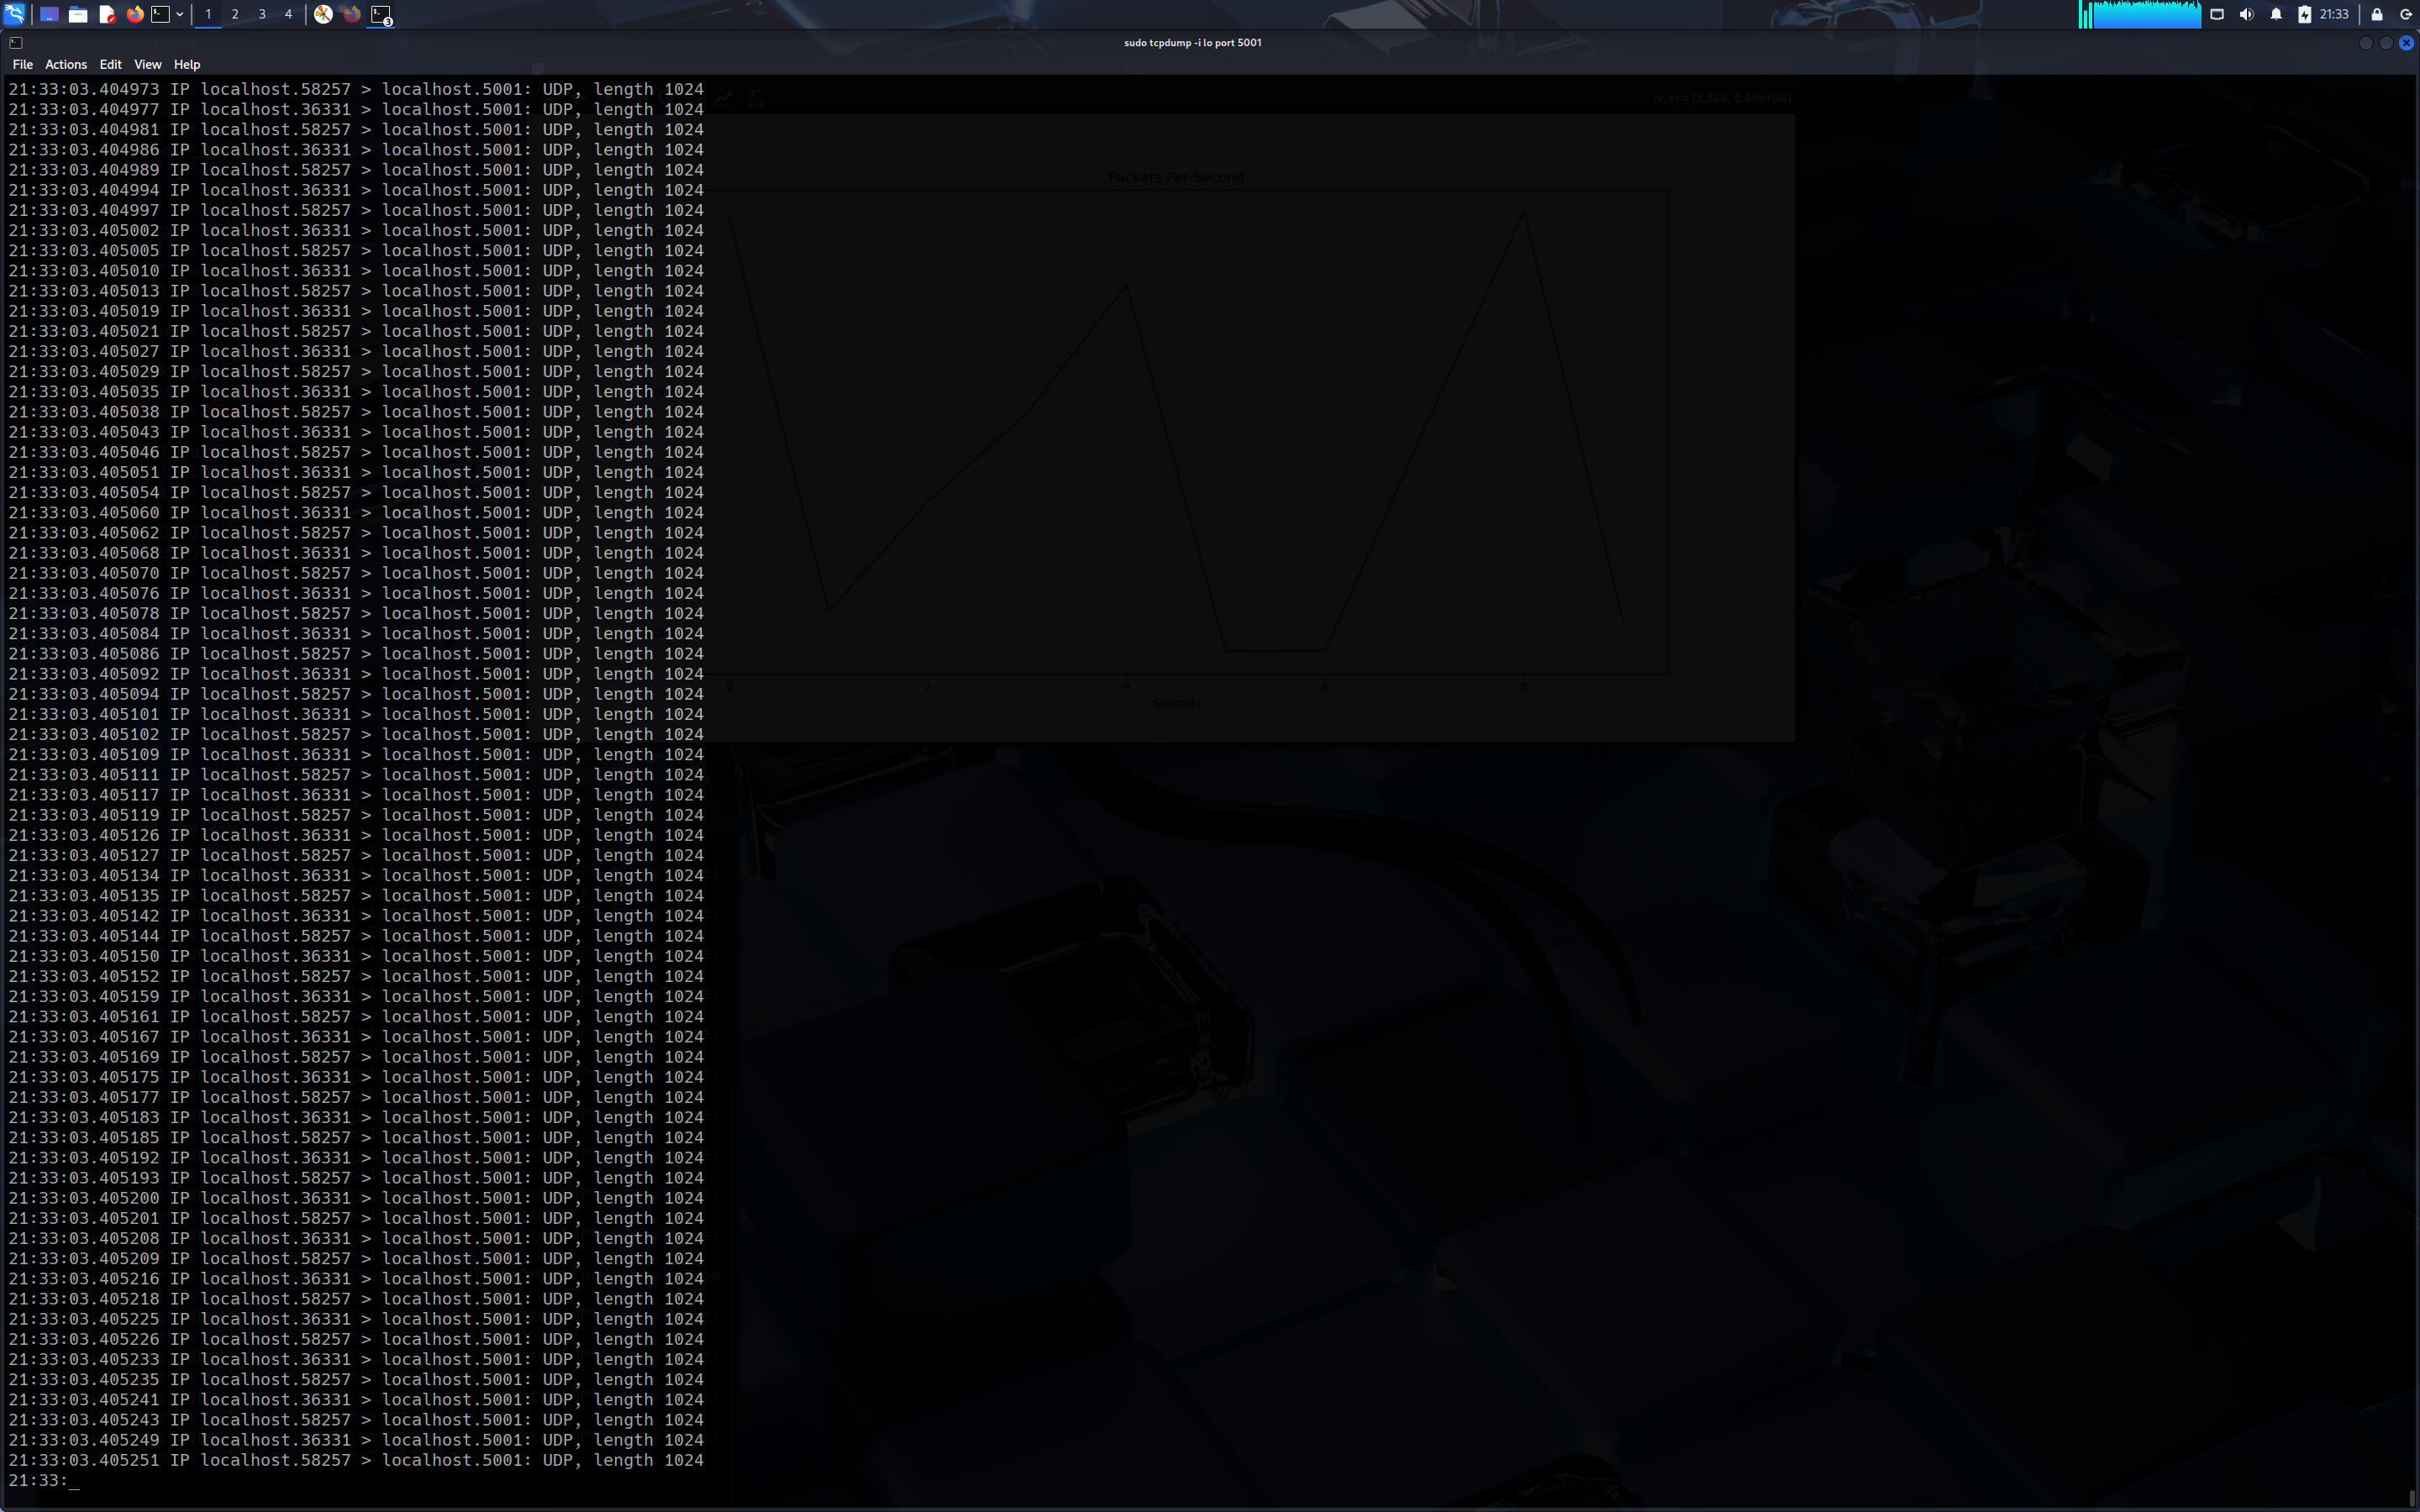 1 2 3 4 3 21:33
sudo tcpdump -i lo port 5001
File Actions Edit View Help
21:33:03.404973 IP localhost.58257 > localhost.5001: UDP, length 1024
21:33:03.404977 IP localhost.36331 > localhost.5001: UDP, length 1024
(x, y) = (3.384, 5.43e+04)
21:33:03.404981 IP localhost.58257 > localhost.5001: UDP, length 1024
21:33:03.404986 IP localhost.36331 > localhost.5001: UDP, length 1024
21:33:03.404989 IP localhost.58257 > localhost.5001: UDP, length 1024
Packets Per Second
21:33:03.404994 IP localhost.36331 > localhost.5001: UDP, length 1024
21:33:03.404997 IP localhost.58257 > localhost.5001: UDP, length 1024
21:33:03.405002 IP localhost.36331 > localhost.5001: UDP, length 1024
21:33:03.405005 IP localhost.58257 > localhost.5001: UDP, length 1024
21:33:03.405010 IP localhost.36331 > localhost.5001: UDP, length 1024
21:33:03.405013 IP localhost.58257 > localhost.5001: UDP, length 1024
21:33:03.405019 IP localhost.36331 > localhost.5001: UDP, length 1024
21:33:03.405021 IP localhost.58257 > localhost.5001: UDP, length 1024
21:33:03.405027 IP localhost.36331 > localhost.5001: UDP, length 1024
21:33:03.405029 IP localhost.58257 > localhost.5001: UDP, length 1024
21:33:03.405035 IP localhost.36331 > localhost.5001: UDP, length 1024
21:33:03.405038 IP localhost.58257 > localhost.5001: UDP, length 1024
21:33:03.405043 IP localhost.36331 > localhost.5001: UDP, length 1024
21:33:03.405046 IP localhost.58257 > localhost.5001: UDP, length 1024
21:33:03.405051 IP localhost.36331 > localhost.5001: UDP, length 1024
21:33:03.405054 IP localhost.58257 > localhost.5001: UDP, length 1024
21:33:03.405060 IP localhost.36331 > localhost.5001: UDP, length 1024
21:33:03.405062 IP localhost.58257 > localhost.5001: UDP, length 1024
21:33:03.405068 IP localhost.36331 > localhost.5001: UDP, length 1024
21:33:03.405070 IP localhost.58257 > localhost.5001: UDP, length 1024
21:33:03.405076 IP localhost.36331 > localhost.5001: UDP, length 1024
21:33:03.405078 IP localhost.58257 > localhost.5001: UDP, length 1024
21:33:03.405084 IP localhost.36331 > localhost.5001: UDP, length 1024
21:33:03.405086 IP localhost.58257 > localhost.5001: UDP, length 1024
21:33:03.405092 IP localhost.36331 > localhost.5001: UDP, length 1024
0 2 4 6 8
21:33:03.405094 IP localhost.58257 > localhost.5001: UDP, length 1024
Seconds
21:33:03.405101 IP localhost.36331 > localhost.5001: UDP, length 1024
21:33:03.405102 IP localhost.58257 > localhost.5001: UDP, length 1024
21:33:03.405109 IP localhost.36331 > localhost.5001: UDP, length 1024
21:33:03.405111 IP localhost.58257 > localhost.5001: UDP, length 1024
21:33:03.405117 IP localhost.36331 > localhost.5001: UDP, length 1024
21:33:03.405119 IP localhost.58257 > localhost.5001: UDP, length 1024
21:33:03.405126 IP localhost.36331 > localhost.5001: UDP, length 1024
21:33:03.405127 IP localhost.58257 > localhost.5001: UDP, length 1024
21:33:03.405134 IP localhost.36331 > localhost.5001: UDP, length 1024
21:33:03.405135 IP localhost.58257 > localhost.5001: UDP, length 1024
21:33:03.405142 IP localhost.36331 > localhost.5001: UDP, length 1024
21:33:03.405144 IP localhost.58257 > localhost.5001: UDP, length 1024
21:33:03.405150 IP localhost.36331 > localhost.5001: UDP, length 1024
21:33:03.405152 IP localhost.58257 > localhost.5001: UDP, length 1024
21:33:03.405159 IP localhost.36331 > localhost.5001: UDP, length 1024
21:33:03.405161 IP localhost.58257 > localhost.5001: UDP, length 1024
21:33:03.405167 IP localhost.36331 > localhost.5001: UDP, length 1024
21:33:03.405169 IP localhost.58257 > localhost.5001: UDP, length 1024
21:33:03.405175 IP localhost.36331 > localhost.5001: UDP, length 1024
21:33:03.405177 IP localhost.58257 > localhost.5001: UDP, length 1024
21:33:03.405183 IP localhost.36331 > localhost.5001: UDP, length 1024
21:33:03.405185 IP localhost.58257 > localhost.5001: UDP, length 1024
21:33:03.405192 IP localhost.36331 > localhost.5001: UDP, length 1024
21:33:03.405193 IP localhost.58257 > localhost.5001: UDP, length 1024
21:33:03.405200 IP localhost.36331 > localhost.5001: UDP, length 1024
21:33:03.405201 IP localhost.58257 > localhost.5001: UDP, length 1024
21:33:03.405208 IP localhost.36331 > localhost.5001: UDP, length 1024
21:33:03.405209 IP localhost.58257 > localhost.5001: UDP, length 1024
21:33:03.405216 IP localhost.36331 > localhost.5001: UDP, length 1024
21:33:03.405218 IP localhost.58257 > localhost.5001: UDP, length 1024
21:33:03.405225 IP localhost.36331 > localhost.5001: UDP, length 1024
21:33:03.405226 IP localhost.58257 > localhost.5001: UDP, length 1024
21:33:03.405233 IP localhost.36331 > localhost.5001: UDP, length 1024
21:33:03.405235 IP localhost.58257 > localhost.5001: UDP, length 1024
21:33:03.405241 IP localhost.36331 > localhost.5001: UDP, length 1024
21:33:03.405243 IP localhost.58257 > localhost.5001: UDP, length 1024
21:33:03.405249 IP localhost.36331 > localhost.5001: UDP, length 1024
21:33:03.405251 IP localhost.58257 > localhost.5001: UDP, length 1024
21:33:_